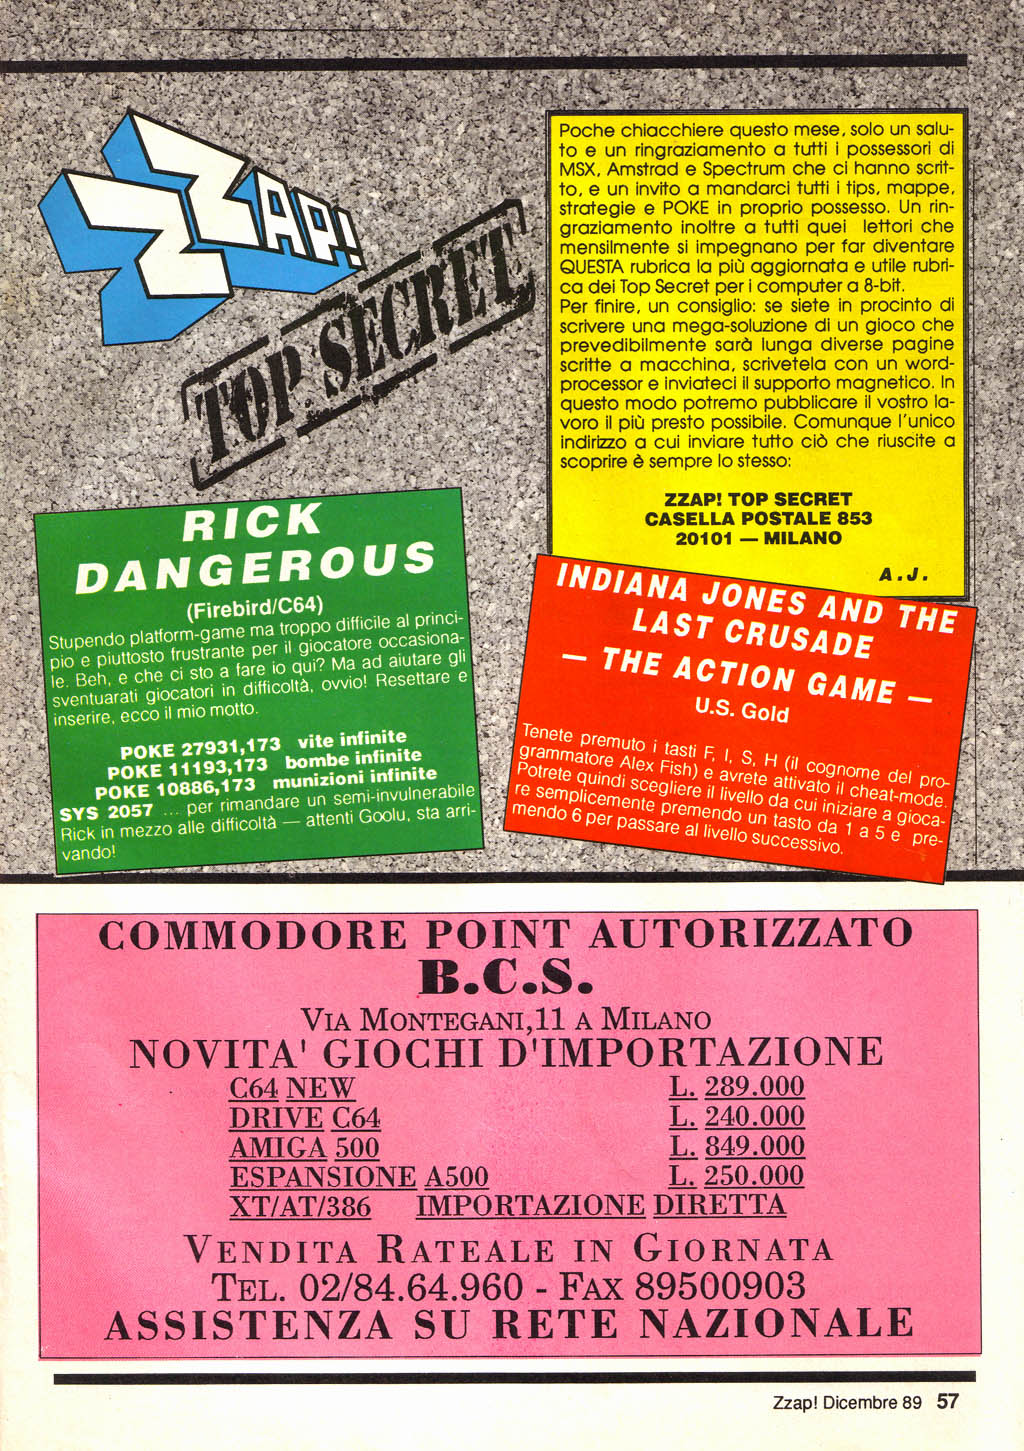 ZZAP!
TOP SECRET
Poche chiacchiere questo mese, solo un salu-
to e un ringraziamento a tutti i possessori di
MSX, Amstrad e Spectrum che ci hanno scrit-
to, e un invito a mandarci tutti i tips, mappe,
strategie e POKE in proprio possesso. Un rin-
graziamento inoltre a tutti quei lettori che
mensilmente si impegnano per far diventare
QUESTA rubrica la più aggiornata e utile rubri-
ca dei Top Secret per i computer a 8-bit.
Per finire, un consiglio: se siete in procinto di
scrivere una mega-soluzione di un gioco che
prevedibilmente sarà lunga diverse pagine
scritte a macchina, scrivetela con un word-
processor e inviateci il supporto magnetico. In
questo modo potremo pubblicare il vostro la-
voro il più presto possibile. Comunque l'unico
indirizzo a cui inviare tutto ciò che riuscite a
scoprire è sempre lo stesso:
ZZAP! TOP SECRET
CASELLA POSTALE 853
20101 — MILANO
A.J.
RICK
DANGEROUS
(Firebird/C64)
Stupendo platform-game ma troppo difficile al princi-
pio e piuttosto frustrante per il giocatore occasiona-
le. Beh, e che ci sto a fare io qui? Ma ad aiutare gli
sventuarati giocatori in difficoltà, ovvio! Resettare e
inserire, ecco il mio motto.
POKE 27931,173 vite infinite
POKE 11193,173 bombe infinite
POKE 10886,173 munizioni infinite
SYS 2057 ... per rimandare un semi-invulnerabile
Rick in mezzo alle difficoltà — attenti Goolu, sta arri-
vando!
INDIANA JONES AND THE
LAST CRUSADE
— THE ACTION GAME —
U.S. Gold
Tenete premuto i tasti F, I, S, H (il cognome del pro-
grammatore Alex Fish) e avrete attivato il cheat-mode.
Potrete quindi scegliere il livello da cui iniziare a gioca-
re semplicemente premendo un tasto da 1 a 5 e pre-
mendo 6 per passare al livello successivo.
COMMODORE POINT AUTORIZZATO
B.C.S.
VIA MONTEGANI,11 A MILANO
NOVITA' GIOCHI D'IMPORTAZIONE
C64 NEW L. 289.000
DRIVE C64 L. 240.000
AMIGA 500 L. 849.000
ESPANSIONE A500 L. 250.000
XT/AT/386 IMPORTAZIONE DIRETTA
VENDITA RATEALE IN GIORNATA
TEL. 02/84.64.960 - FAX 89500903
ASSISTENZA SU RETE NAZIONALE
Zzap! Dicembre 89 57